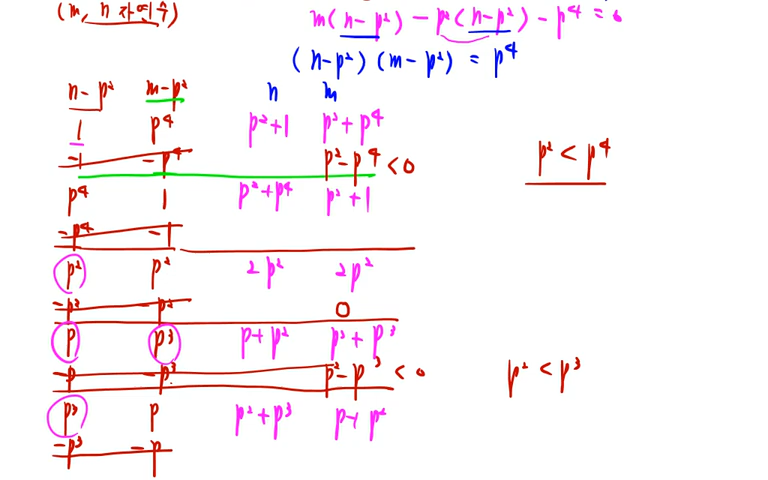 (m, n 자연수)
m(n-p²) - p²(n-p²) - p⁴ = 0
(n-p²)(m-p²) = p⁴
n-p² m-p² n m
1 p⁴ p²+1 p²+p⁴
-1 -p⁴ p²-p⁴ <0
p² < p⁴
p⁴ 1 p²+p⁴ p²+1
-p⁴ -1
p² p² 2p² 2p²
-p² -p² 0
p p³ p+p² p²+p³
-p -p³ p²-p³ <0
p² < p³
p³ p p²+p³ p+p²
-p³ -p